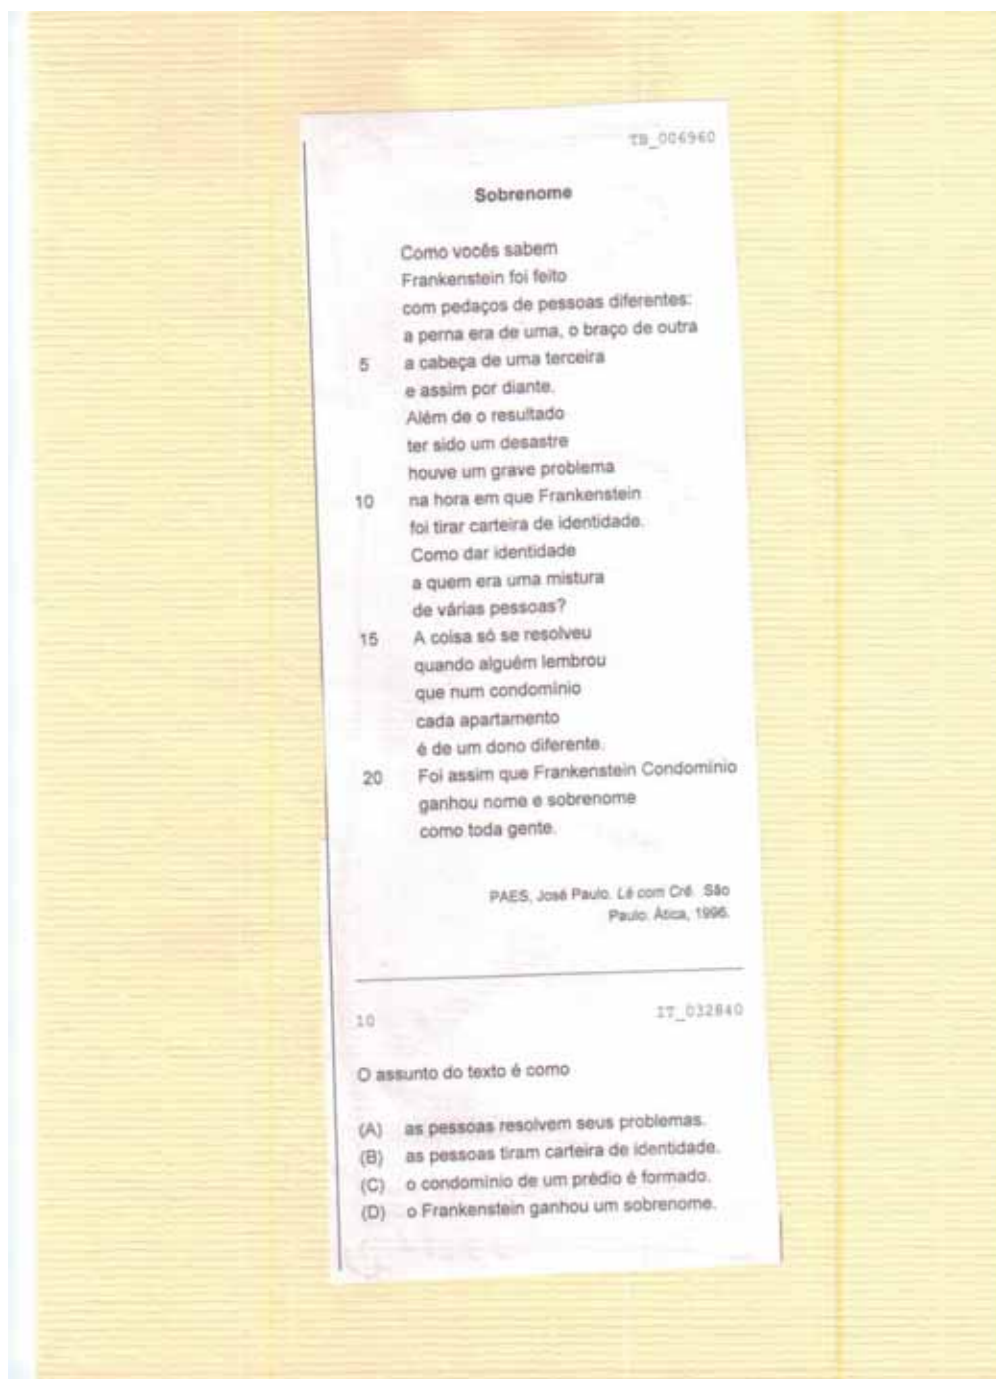 TB_006960
Sobrenome
Como vocês sabem
Frankenstein foi feito
com pedaços de pessoas diferentes:
a perna era de uma, o braço de outra
5 a cabeça de uma terceira
e assim por diante.
Além de o resultado
ter sido um desastre
houve um grave problema
10 na hora em que Frankenstein
foi tirar carteira de identidade.
Como dar identidade
a quem era uma mistura
de várias pessoas?
15 A coisa só se resolveu
quando alguém lembrou
que num condomínio
cada apartamento
é de um dono diferente.
20 Foi assim que Frankenstein Condomínio
ganhou nome e sobrenome
como toda gente.
PAES, José Paulo. Lé com Cré. São
Paulo. Ática, 1996.
10 IT_032840
O assunto do texto é como
(A) as pessoas resolvem seus problemas.
(B) as pessoas tiram carteira de identidade.
(C) o condomínio de um prédio é formado.
(D) o Frankenstein ganhou um sobrenome.